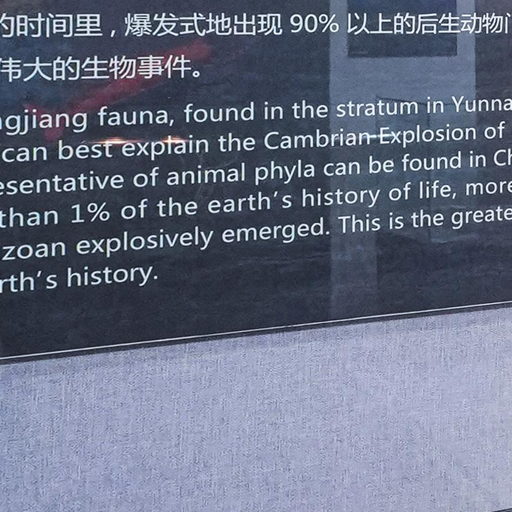 的时间里，爆发式地出现 90% 以上的后生动物门
伟大的生物事件。
ngjiang fauna, found in the stratum in Yunna
can best explain the Cambrian Explosion of
esentative of animal phyla can be found in Ch
than 1% of the earth's history of life, more
zoan explosively emerged. This is the greate
rth's history.